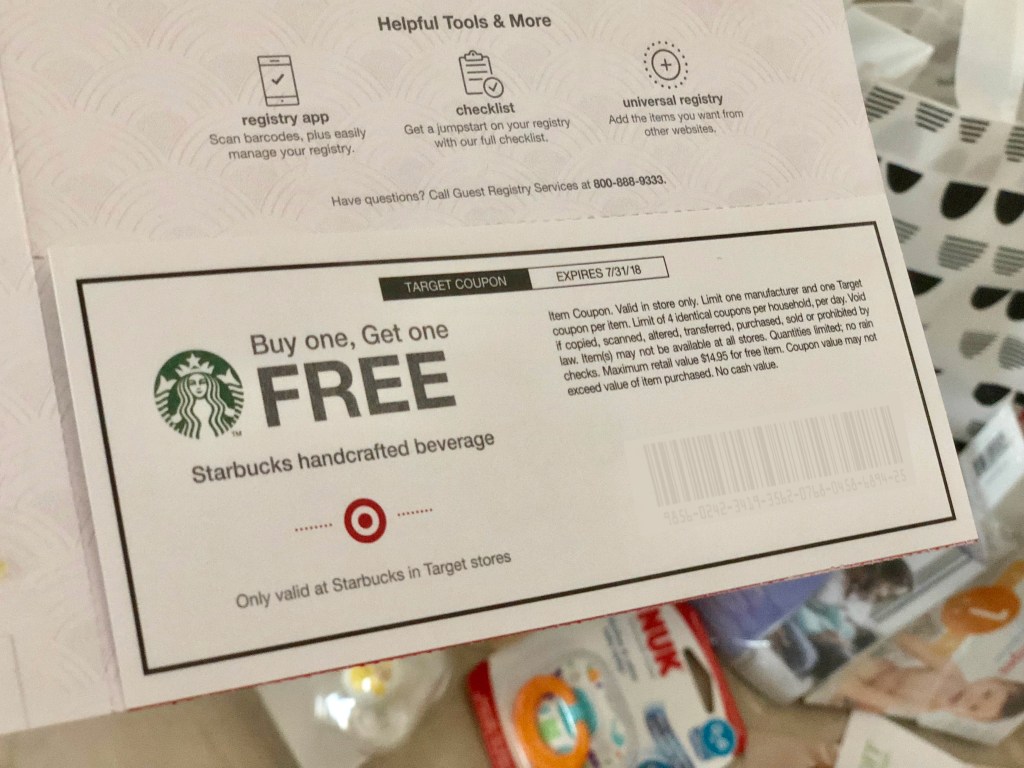 Helpful Tools & More
registry app
Scan barcodes, plus easily
manage your registry.
checklist
Get a jumpstart on your registry
with our full checklist.
universal registry
Add the items you want from
other websites.
Have questions? Call Guest Registry Services at 800-888-9333.
TARGET COUPON
EXPIRES 7/31/18
Buy one, Get one
FREE
TM
Starbucks handcrafted beverage
Only valid at Starbucks in Target stores
Item Coupon. Valid in store only. Limit one manufacturer and one Target
coupon per item. Limit of 4 identical coupons per household, per day. Void
if copied, scanned, altered, transferred, purchased, sold or prohibited by
law. Item(s) may not be available at all stores. Quantities limited; no rain
checks. Maximum retail value $14.95 for free item. Coupon value may not
exceed value of item purchased. No cash value.
NUK